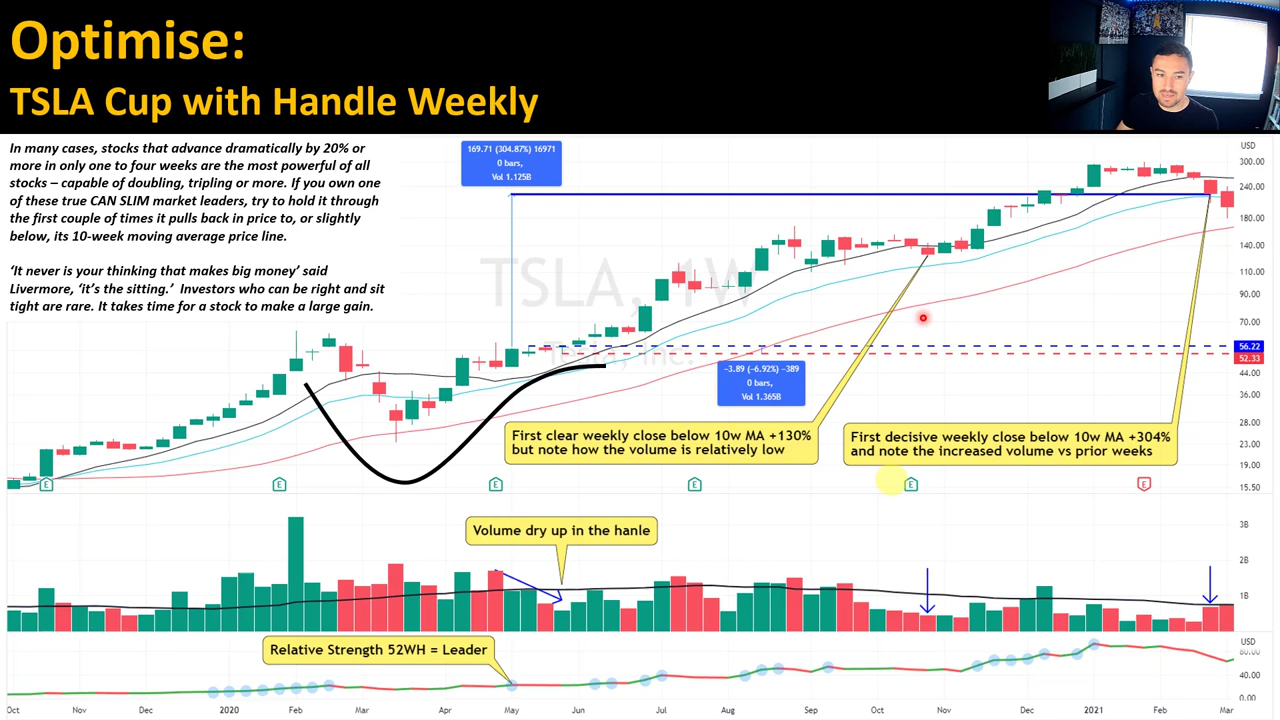 Optimise:
TSLA Cup with Handle Weekly
In many cases, stocks that advance dramatically by 20% or
more in only one to four weeks are the most powerful of all
stocks – capable of doubling, tripling or more. If you own one
of these true CAN SLIM market leaders, try to hold it through
the first couple of times it pulls back in price to, or slightly
below, its 10-week moving average price line.
‘It never is your thinking that makes big money’ said
Livermore, ‘it’s the sitting.’ Investors who can be right and sit
tight are rare. It takes time for a stock to make a large gain.
169.71 (304.87%) 16971
0 bars,
Vol 1.125B
TSLA, 1W
Tesla, Inc.
−3.89 (−6.92%) −389
0 bars,
Vol 1.365B
First clear weekly close below 10w MA +130%
but note how the volume is relatively low
First decisive weekly close below 10w MA +304%
and note the increased volume vs prior weeks
USD
300.00
240.00
180.00
140.00
110.00
90.00
70.00
56.22
52.33
44.00
36.00
28.00
23.00
19.00
15.50
E
E
E
E
E
E
Volume dry up in the hanle
3B
2B
1B
Relative Strength 52WH = Leader
USD
80.00
40.00
0.00
Oct
Nov
Dec
2020
Feb
Mar
Apr
May
Jun
Jul
Aug
Sep
Oct
Nov
Dec
2021
Feb
Mar